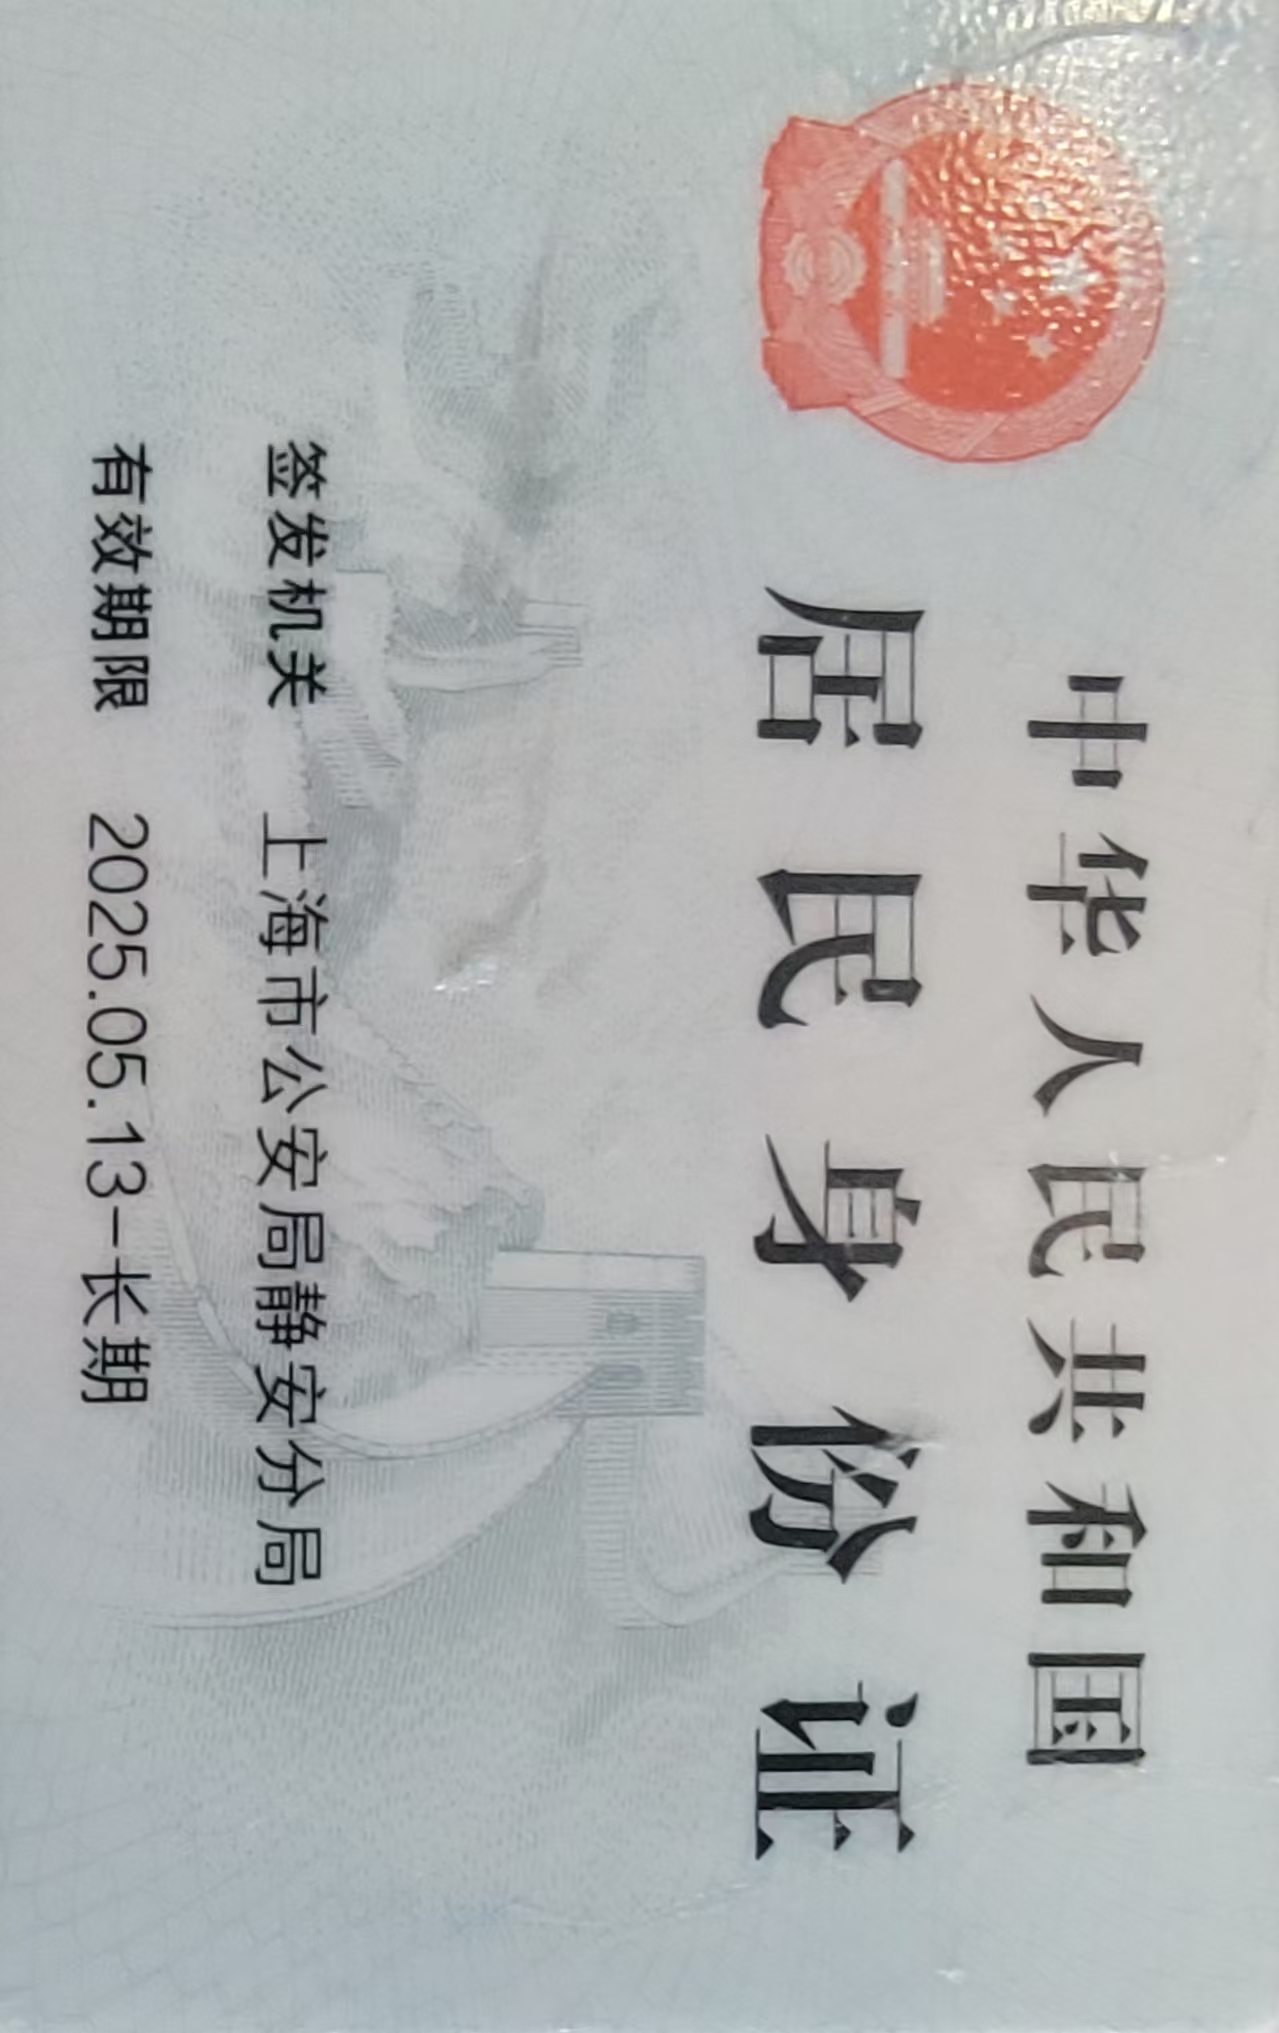 中华人民共和国
居民身份证
签发机关 上海市公安局静安分局
有效期限 2025.05.13-长期